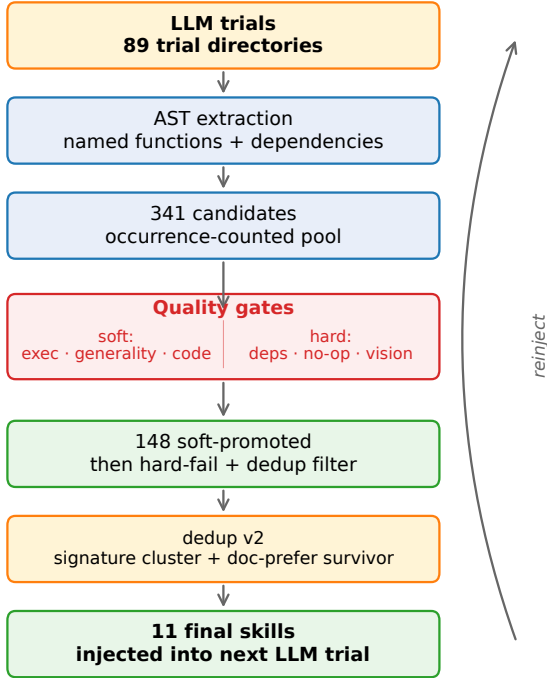 LLM trials
89 trial directories
AST extraction
named functions + dependencies
341 candidates
occurrence-counted pool
Quality gates
soft:
exec · generality · code
hard:
deps · no-op · vision
148 soft-promoted
then hard-fail + dedup filter
dedup v2
signature cluster + doc-prefer survivor
11 final skills
injected into next LLM trial
reinject